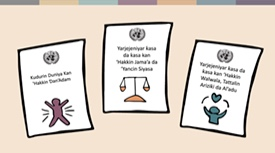 Kudurin Duniya Kan
'Hakkin Dan'Adam
Yarjejeniyar kasa
da kasa kan
'Hakkin Jama'a da
'Yancin Siyasa
Yarjejeniyar kasa da
kasa kan 'Hakkin
Walwala, Tattalin
Arziki da Al'adu